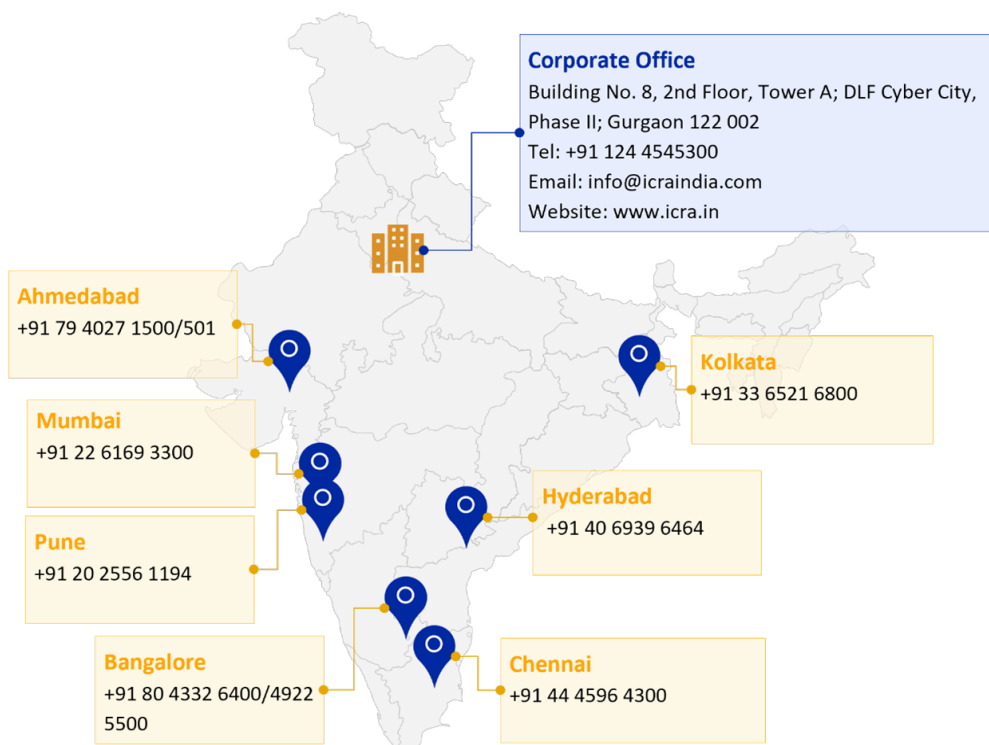 Corporate Office
Building No. 8, 2nd Floor, Tower A; DLF Cyber City,
Phase II; Gurgaon 122 002
Tel: +91 124 4545300
Email: info@icraindia.com
Website: www.icra.in
Ahmedabad
+91 79 4027 1500/501
Kolkata
+91 33 6521 6800
Mumbai
+91 22 6169 3300
Hyderabad
+91 40 6939 6464
Pune
+91 20 2556 1194
Bangalore
+91 80 4332 6400/4922
5500
Chennai
+91 44 4596 4300